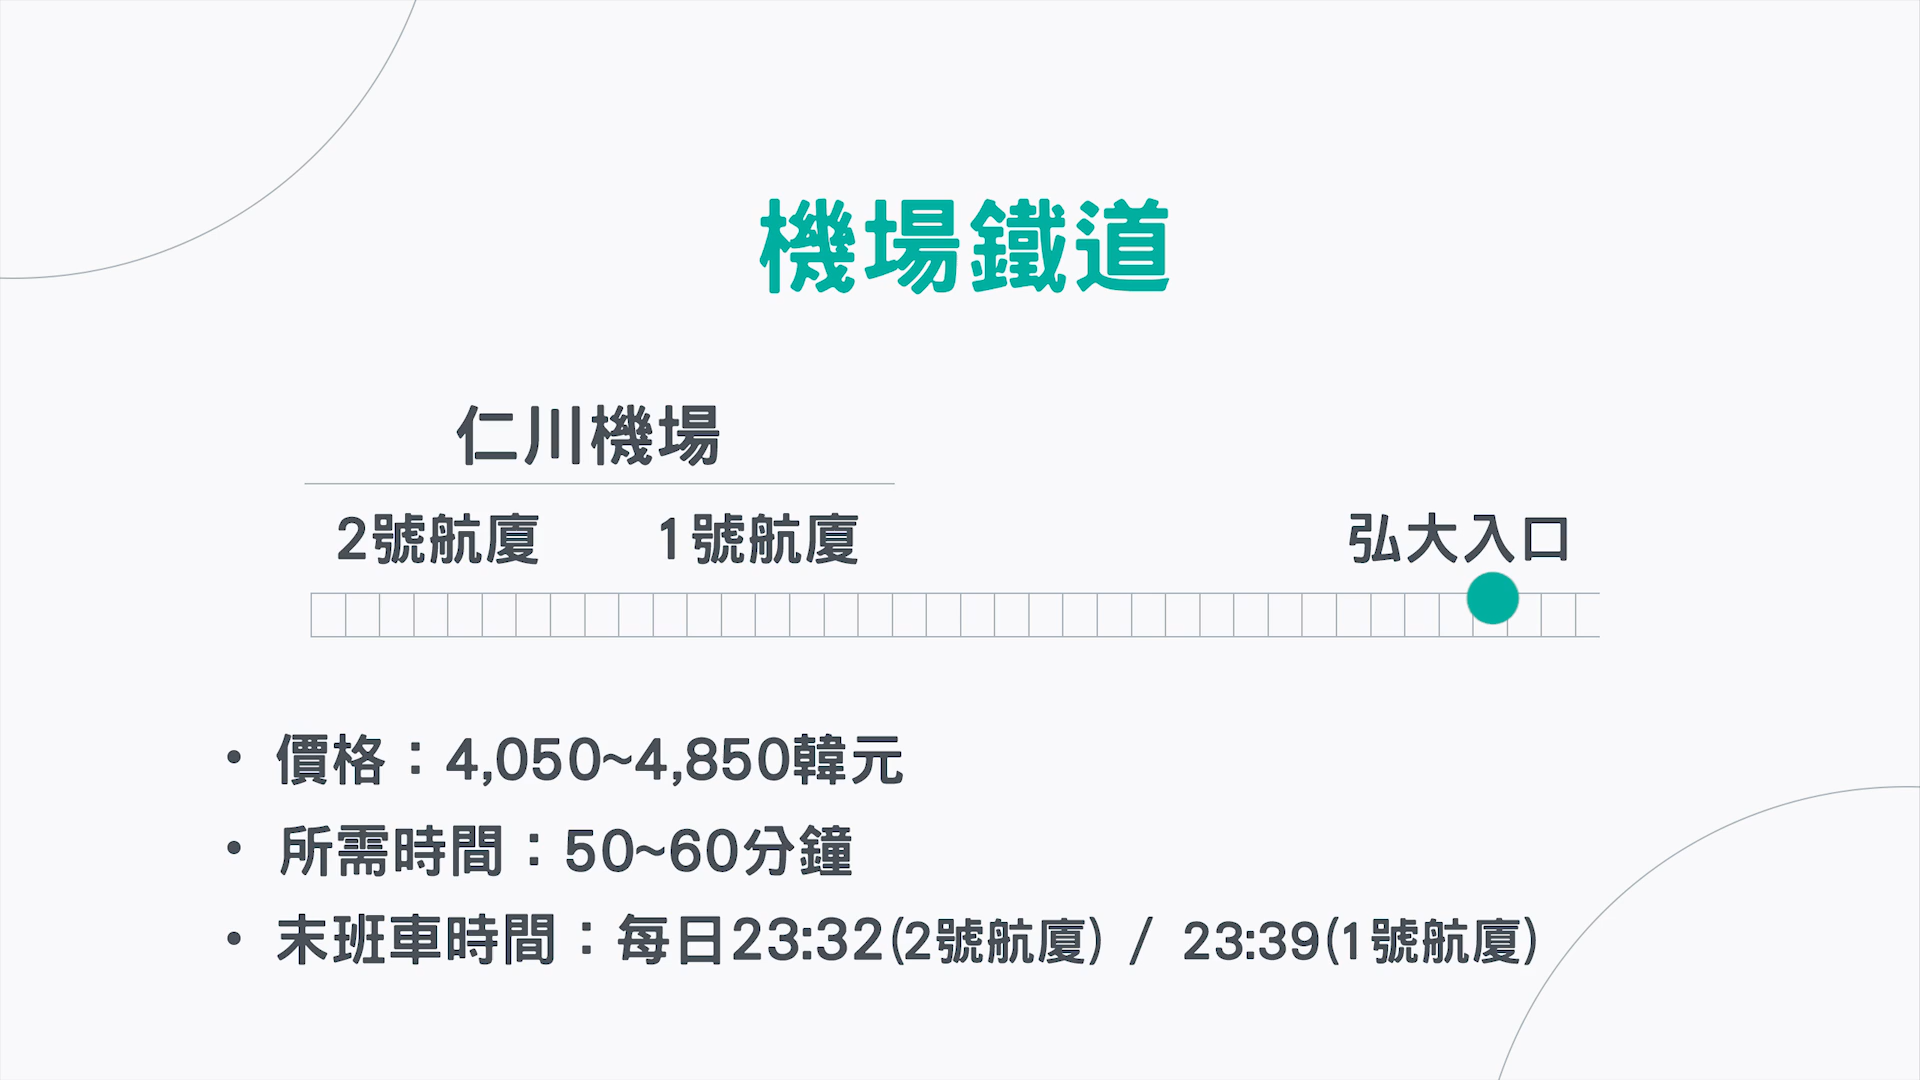 機場鐵道
仁川機場
2號航廈 1號航廈 弘大入口
• 價格：4,050~4,850韓元
• 所需時間：50~60分鐘
• 末班車時間：每日23:32(2號航廈) / 23:39(1號航廈)